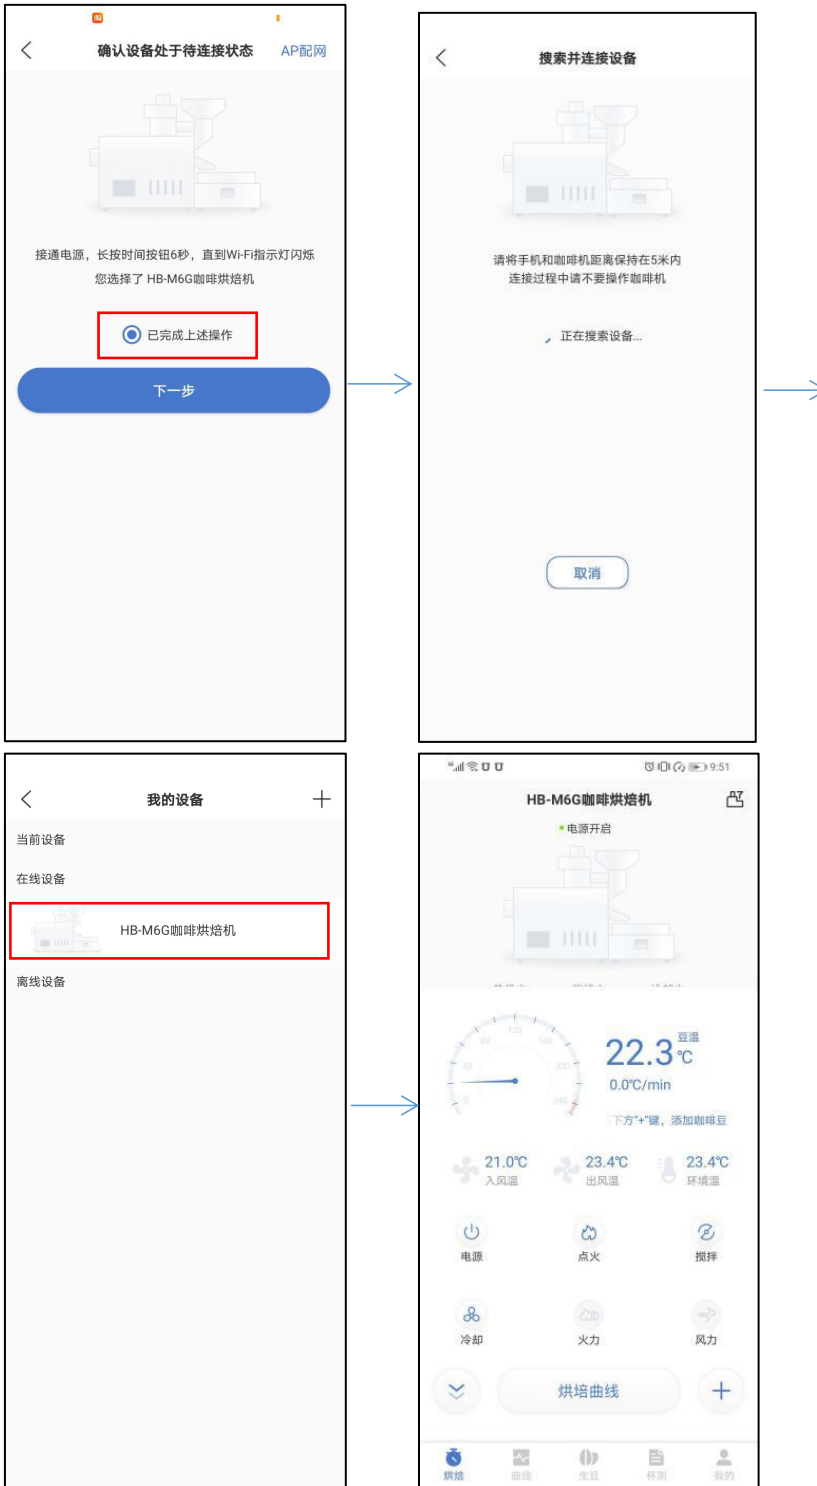 淘
确认设备处于待连接状态 AP配网
接通电源，长按时间按钮6秒，直到Wi-Fi指示灯闪烁
您选择了 HB-M6G咖啡烘焙机
已完成上述操作
下一步
搜索并连接设备
请将手机和咖啡机距离保持在5米内
连接过程中请不要操作咖啡机
正在搜索设备...
取消
我的设备
当前设备
在线设备
HB-M6G咖啡烘焙机
离线设备
9:51
HB-M6G咖啡烘焙机
电源开启
0 40 80 120 160 200 240
22.3℃ 豆温
0.0℃/min
下方"+"键，添加咖啡豆
21.0℃ 23.4℃ 23.4℃
入风温 出风温 环境温
电源 点火 搅拌
冷却 火力 风力
烘培曲线
烘焙 曲线 生豆 杯测 我的